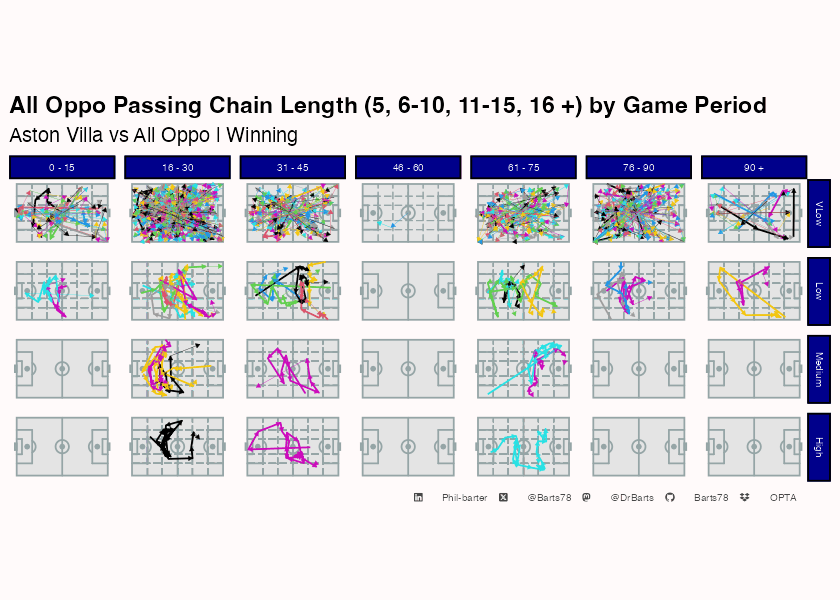 All Oppo Passing Chain Length (5, 6-10, 11-15, 16 +) by Game Period
Aston Villa vs All Oppo | Winning
0 - 15 16 - 30 31 - 45 46 - 60 61 - 75 76 - 90 90 +
V.Low
Low
Medium
High
Phil-barter @Barts78 @DrBarts Barts78 OPTA